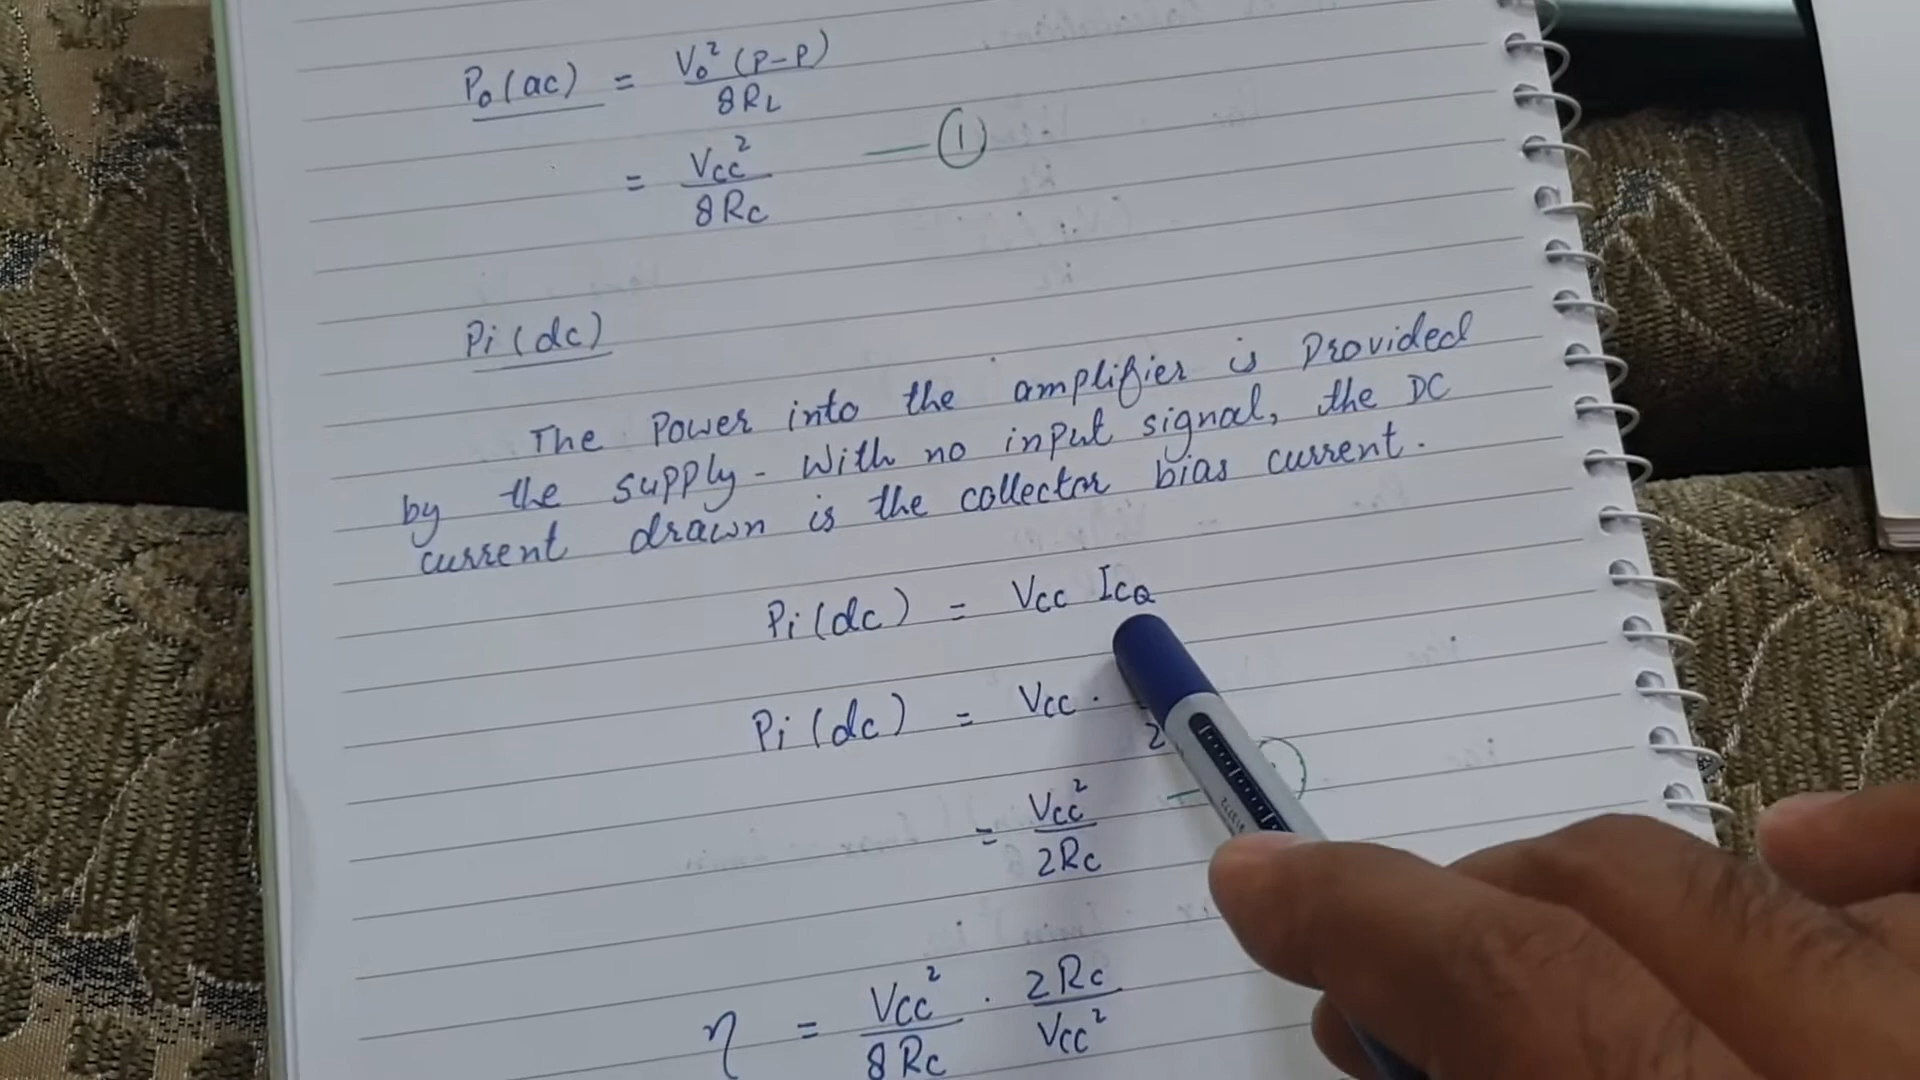 Po(ac) = Vo²(P-P) / 8RL
= Vcc² / 8Rc — ①
Pi(dc)
The Power into the amplifier is Provided
by the supply. With no input signal, the DC
current drawn is the collector bias current.
Pi(dc) = Vcc IcQ
Pi(dc) = Vcc · 2
= Vcc² / 2Rc
η = Vcc² / 8Rc · 2Rc / Vcc²